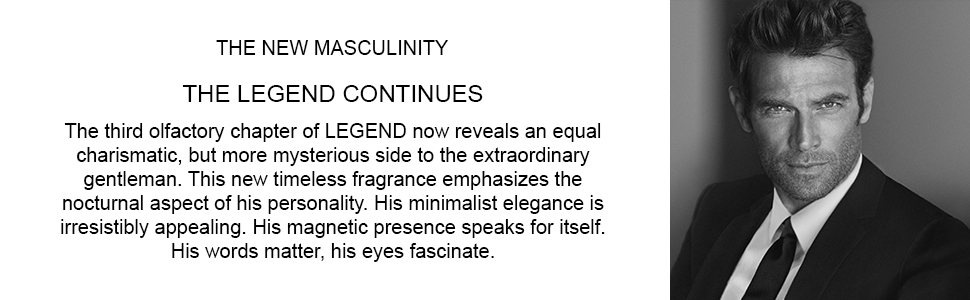 THE NEW MASCULINITY
THE LEGEND CONTINUES
The third olfactory chapter of LEGEND now reveals an equal
charismatic, but more mysterious side to the extraordinary
gentleman. This new timeless fragrance emphasizes the
nocturnal aspect of his personality. His minimalist elegance is
irresistibly appealing. His magnetic presence speaks for itself.
His words matter, his eyes fascinate.